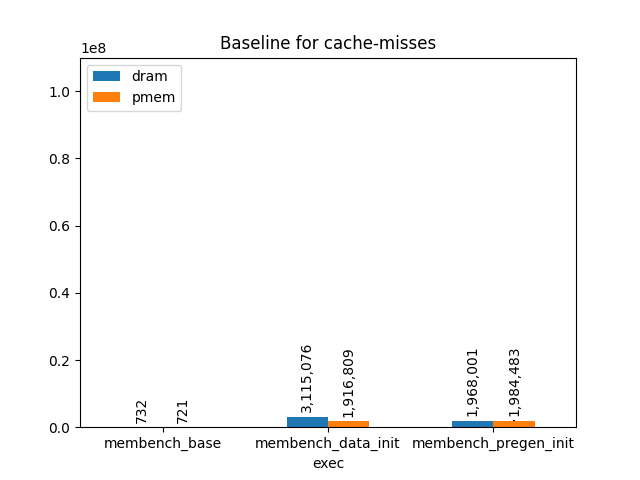 Baseline for cache-misses
1e8
dram
pmem
1.0
0.8
0.6
0.4
0.2
0.0
732
721
3,115,076
1,916,809
1,968,001
1,984,483
membench_base
membench_data_init
membench_pregen_init
exec